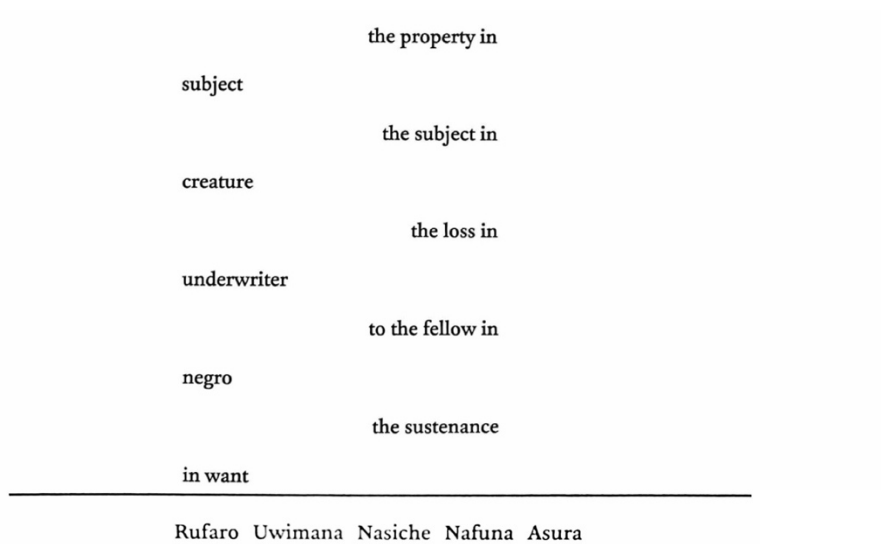 the property in
subject
the subject in
creature
the loss in
underwriter
to the fellow in
negro
the sustenance
in want
Rufaro Uwimana Nasiche Nafuna Asura